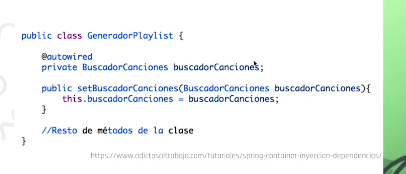 public class GeneradorPlaylist {
@autowired
private BuscadorCanciones buscadorCanciones;
public setBuscadorCanciones(BuscadorCanciones buscadorCanciones){
this.buscadorCanciones = buscadorCanciones;
}
//Resto de métodos de la clase
}
https://www.adictosaltrabajo.com/tutoriales/spring-container-inyeccion-dependencias/